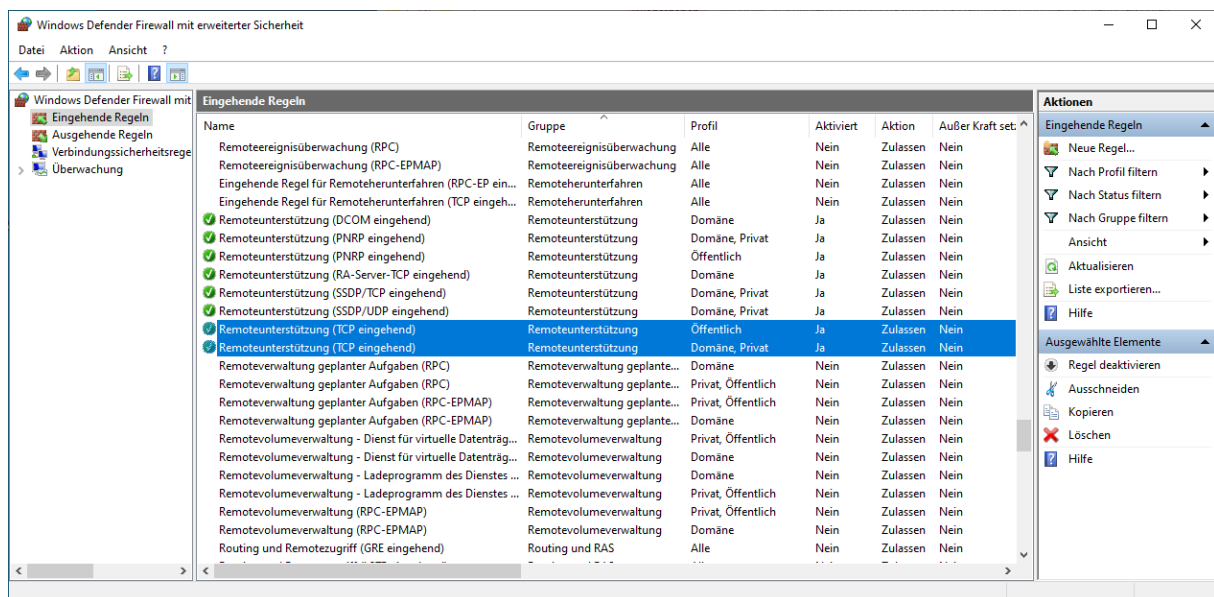 Windows Defender Firewall mit erweiterter Sicherheit
Datei Aktion Ansicht ?
Windows Defender Firewall mit
Eingehende Regeln
Ausgehende Regeln
Verbindungssicherheitsrege
Überwachung
Eingehende Regeln
Name Gruppe Profil Aktiviert Aktion Außer Kraft setz
Remoteereignisüberwachung (RPC) Remoteereignisüberwachung Alle Nein Zulassen Nein
Remoteereignisüberwachung (RPC-EPMAP) Remoteereignisüberwachung Alle Nein Zulassen Nein
Eingehende Regel für Remoteherunterfahren (RPC-EP ein... Remoteherunterfahren Alle Nein Zulassen Nein
Eingehende Regel für Remoteherunterfahren (TCP eingeh... Remoteherunterfahren Alle Nein Zulassen Nein
Remoteunterstützung (DCOM eingehend) Remoteunterstützung Domäne Ja Zulassen Nein
Remoteunterstützung (PNRP eingehend) Remoteunterstützung Domäne, Privat Ja Zulassen Nein
Remoteunterstützung (PNRP eingehend) Remoteunterstützung Öffentlich Ja Zulassen Nein
Remoteunterstützung (RA-Server-TCP eingehend) Remoteunterstützung Domäne Ja Zulassen Nein
Remoteunterstützung (SSDP/TCP eingehend) Remoteunterstützung Domäne, Privat Ja Zulassen Nein
Remoteunterstützung (SSDP/UDP eingehend) Remoteunterstützung Domäne, Privat Ja Zulassen Nein
Remoteunterstützung (TCP eingehend) Remoteunterstützung Öffentlich Ja Zulassen Nein
Remoteunterstützung (TCP eingehend) Remoteunterstützung Domäne, Privat Ja Zulassen Nein
Remoteverwaltung geplanter Aufgaben (RPC) Remoteverwaltung geplante... Domäne Nein Zulassen Nein
Remoteverwaltung geplanter Aufgaben (RPC) Remoteverwaltung geplante... Privat, Öffentlich Nein Zulassen Nein
Remoteverwaltung geplanter Aufgaben (RPC-EPMAP) Remoteverwaltung geplante... Privat, Öffentlich Nein Zulassen Nein
Remoteverwaltung geplanter Aufgaben (RPC-EPMAP) Remoteverwaltung geplante... Domäne Nein Zulassen Nein
Remotevolumeverwaltung - Dienst für virtuelle Datenträg... Remotevolumeverwaltung Privat, Öffentlich Nein Zulassen Nein
Remotevolumeverwaltung - Dienst für virtuelle Datenträg... Remotevolumeverwaltung Domäne Nein Zulassen Nein
Remotevolumeverwaltung - Ladeprogramm des Dienstes ... Remotevolumeverwaltung Domäne Nein Zulassen Nein
Remotevolumeverwaltung - Ladeprogramm des Dienstes ... Remotevolumeverwaltung Privat, Öffentlich Nein Zulassen Nein
Remotevolumeverwaltung (RPC-EPMAP) Remotevolumeverwaltung Privat, Öffentlich Nein Zulassen Nein
Remotevolumeverwaltung (RPC-EPMAP) Remotevolumeverwaltung Domäne Nein Zulassen Nein
Routing und Remotezugriff (GRE eingehend) Routing und RAS Alle Nein Zulassen Nein
Aktionen
Eingehende Regeln
Neue Regel...
Nach Profil filtern
Nach Status filtern
Nach Gruppe filtern
Ansicht
Aktualisieren
Liste exportieren...
Hilfe
Ausgewählte Elemente
Regel deaktivieren
Ausschneiden
Kopieren
Löschen
Hilfe